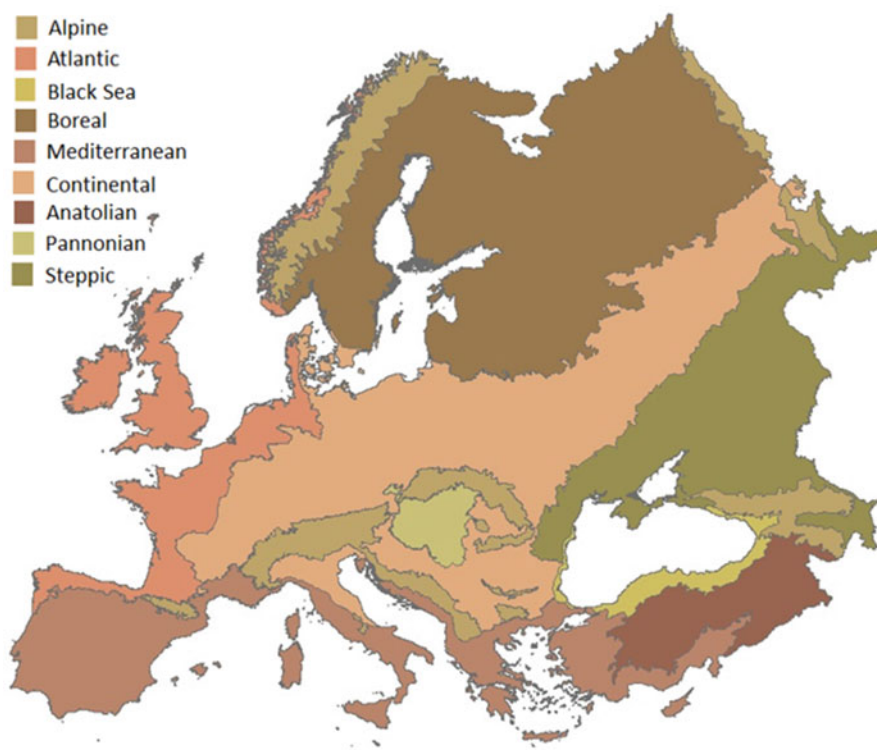 Alpine
Atlantic
Black Sea
Boreal
Mediterranean
Continental
Anatolian
Pannonian
Steppic